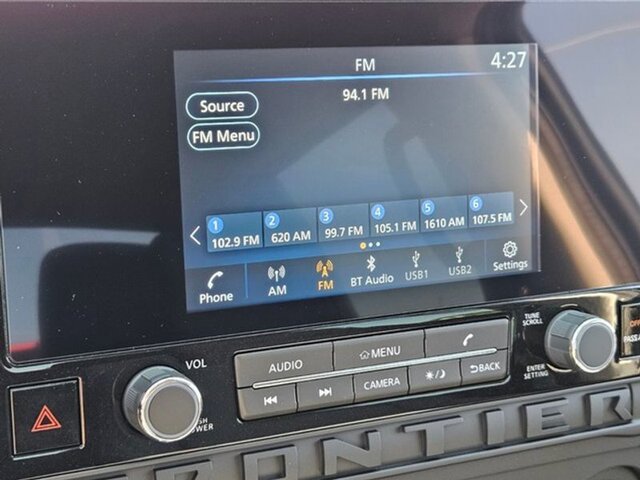 FM
4:27
94.1 FM
Source
FM Menu
1 2 3 4 5 6
102.9 FM 620 AM 99.7 FM 105.1 FM 1610 AM 107.5 FM
Phone AM FM BT Audio USB1 USB2 Settings
TUNE
SCROLL
VOL
AUDIO MENU
ENTER
SETTING
CAMERA BACK
OFF
RONTIER